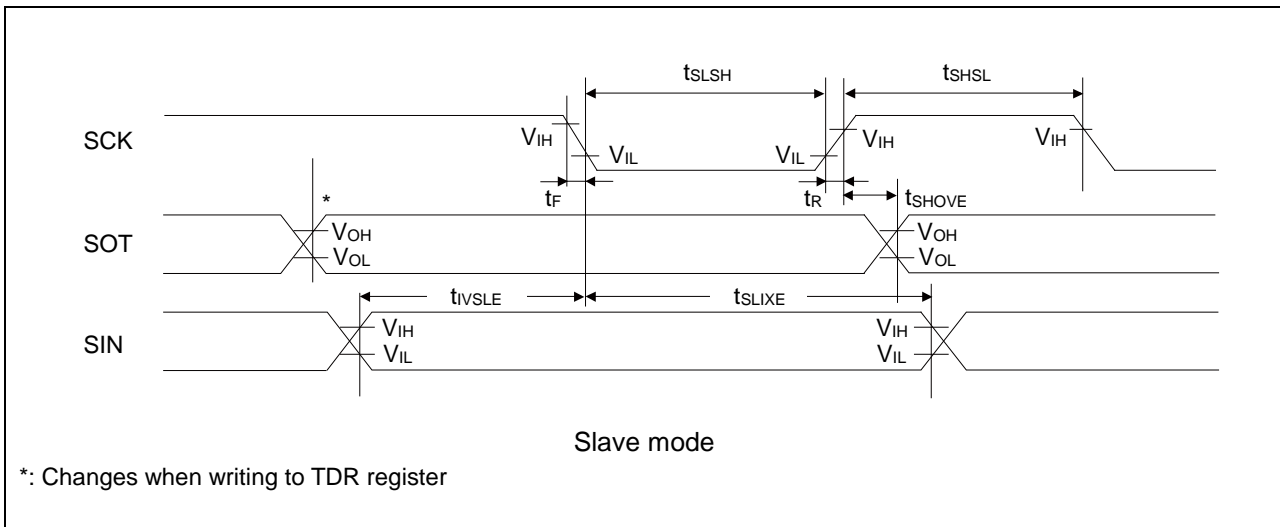 tSLSH tSHSL
SCK VIH VIL VIL VIH VIH
tF tR tSHOVE
*
SOT VOH VOH
VOL VOL
tIVSLE tSLIXE
SIN VIH VIH
VIL VIL
Slave mode
*: Changes when writing to TDR register